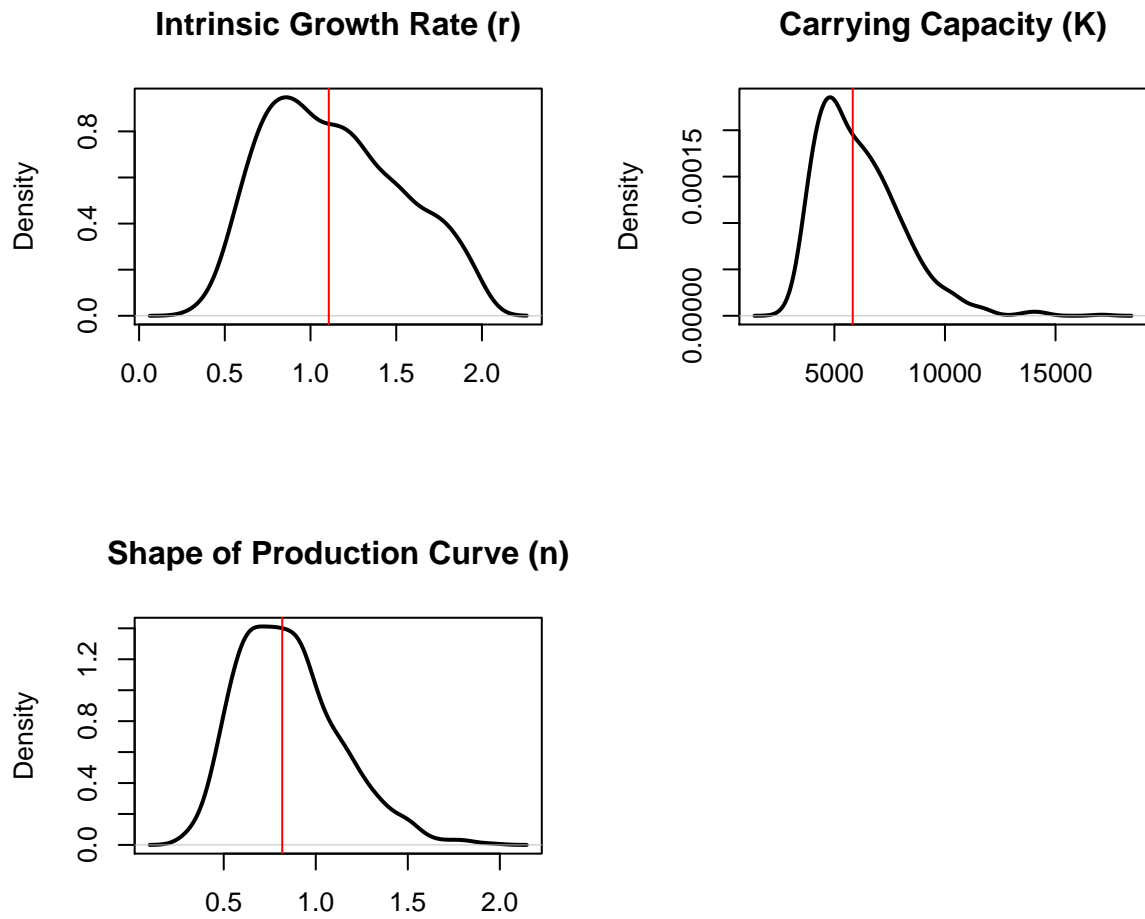 Intrinsic Growth Rate (r)
Density
0.0 0.4 0.8
0.0 0.5 1.0 1.5 2.0
Carrying Capacity (K)
Density
0.00000 0.00015
5000 10000 15000
Shape of Production Curve (n)
Density
0.0 0.4 0.8 1.2
0.5 1.0 1.5 2.0